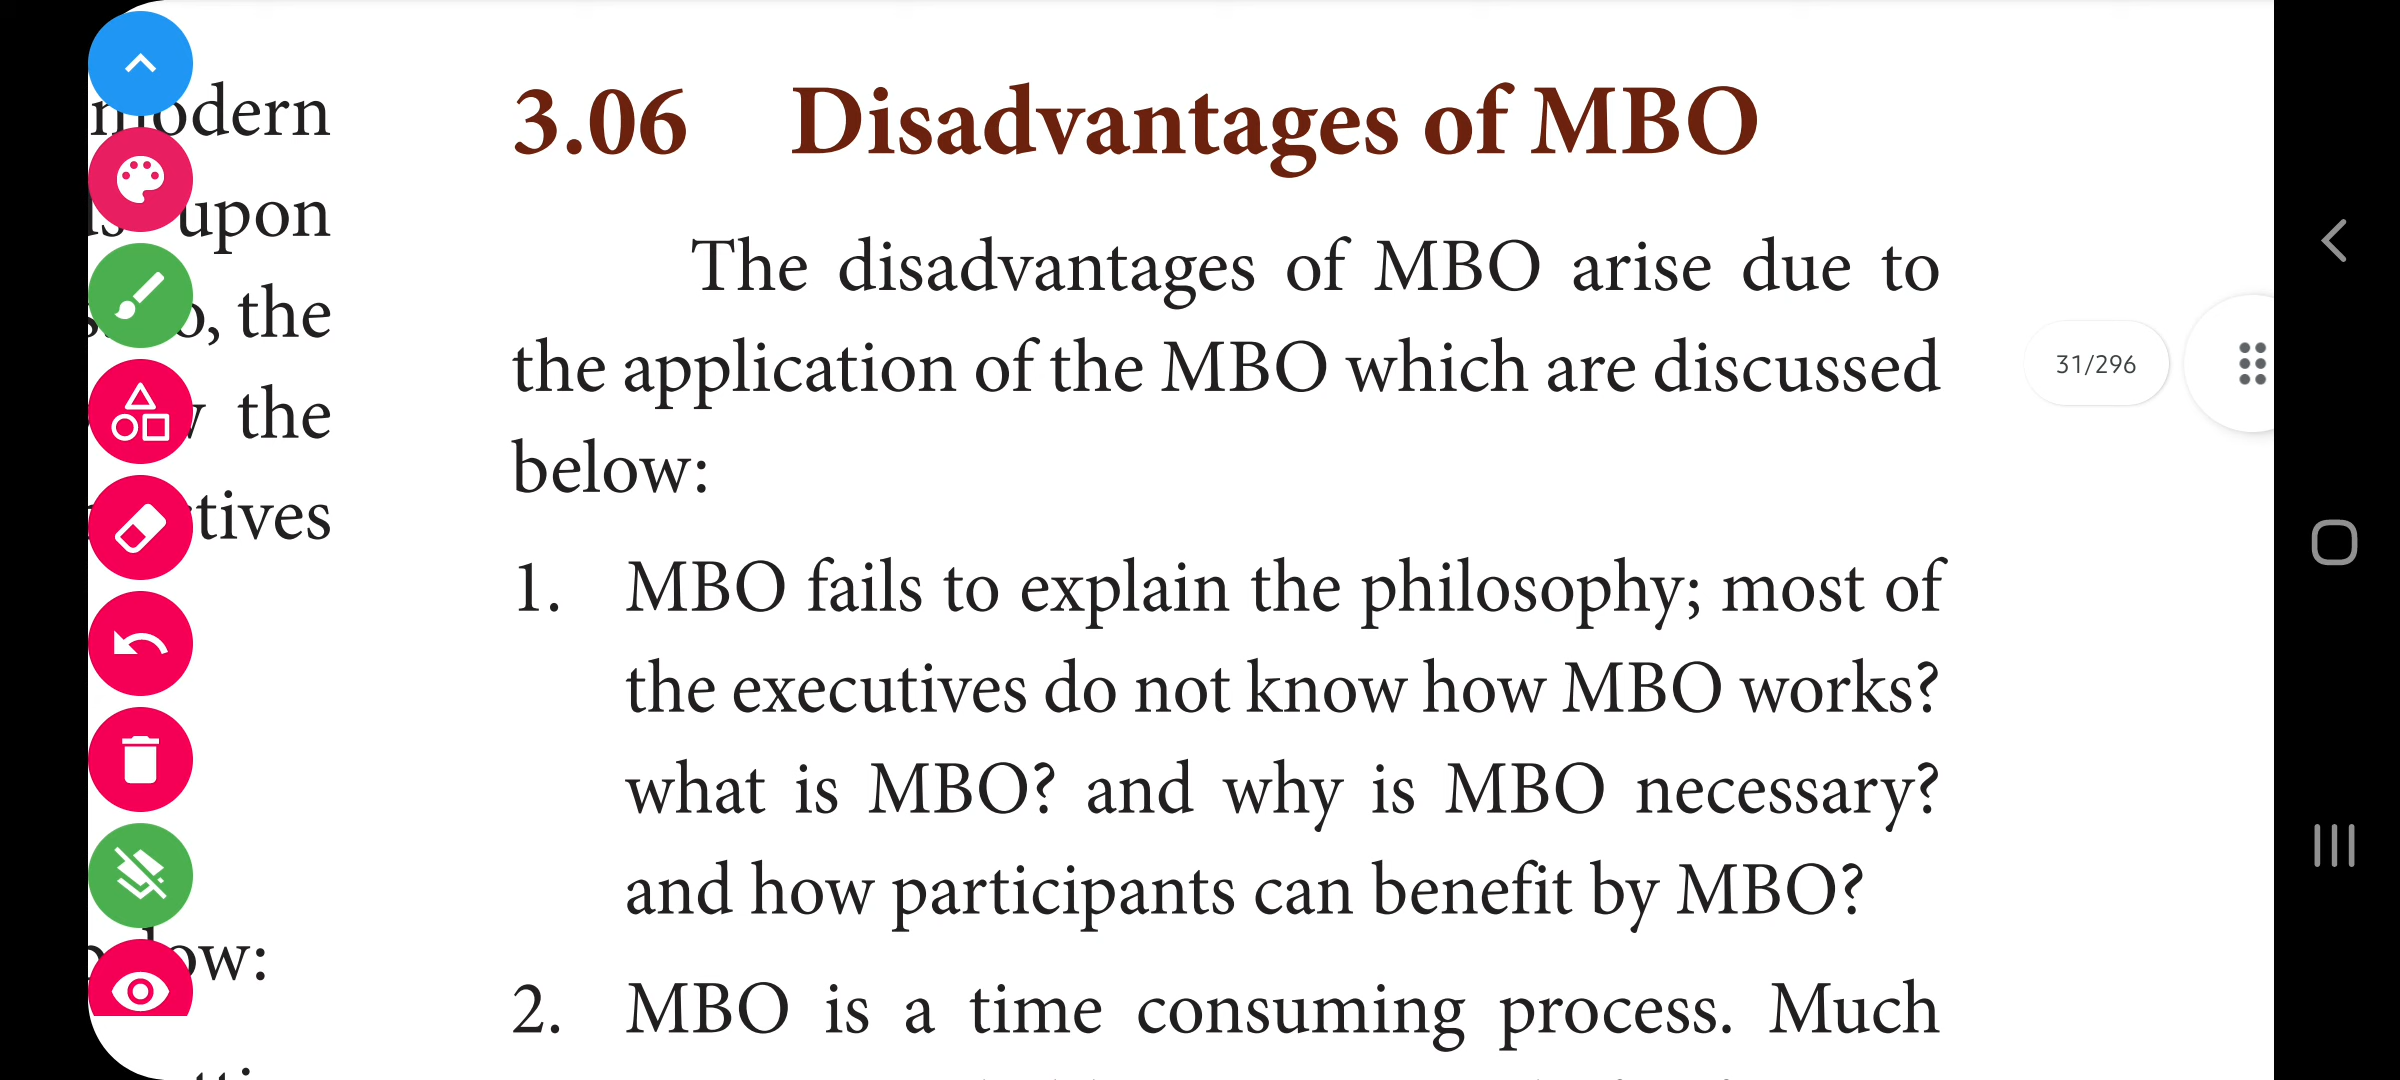 modern
upon
the
the
3.06 Disadvantages of MBO
The disadvantages of MBO arise due to
the application of the MBO which are discussed
below:
1. MBO fails to explain the philosophy; most of
the executives do not know how MBO works?
what is MBO? and why is MBO necessary?
and how participants can benefit by MBO?
2. MBO is a time consuming process. Much
31/296